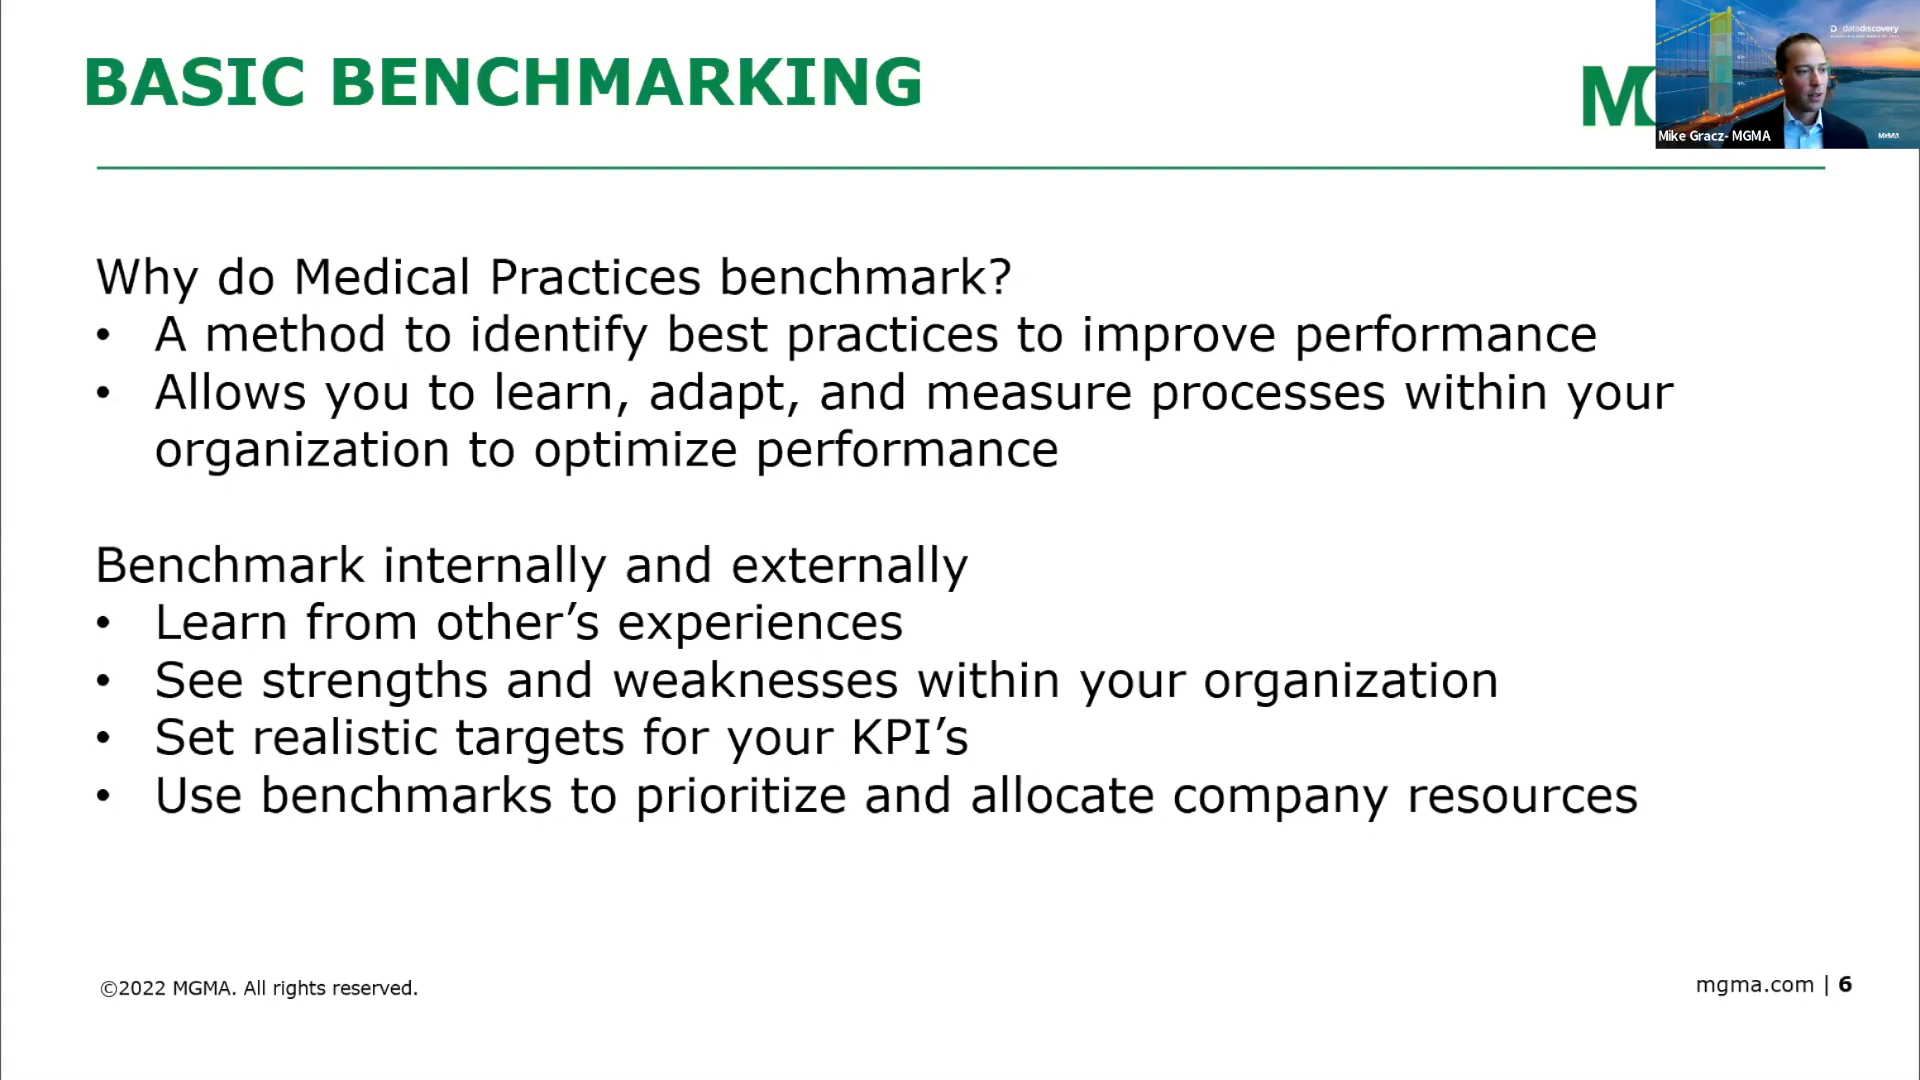 BASIC BENCHMARKING
datadiscovery
Mike Gracz- MGMA
MGMA
Why do Medical Practices benchmark?
• A method to identify best practices to improve performance
• Allows you to learn, adapt, and measure processes within your
organization to optimize performance
Benchmark internally and externally
• Learn from other’s experiences
• See strengths and weaknesses within your organization
• Set realistic targets for your KPI’s
• Use benchmarks to prioritize and allocate company resources
©2022 MGMA. All rights reserved.
mgma.com | 6